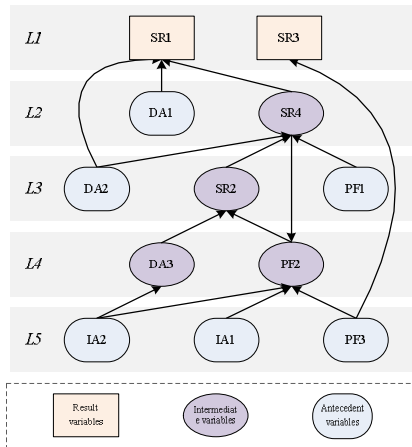 L1 SR1 SR3
L2 DA1 SR4
L3 DA2 SR2 PF1
L4 DA3 PF2
L5 IA2 IA1 PF3
Result
variables
Intermediat
e variables
Antecedent
variables